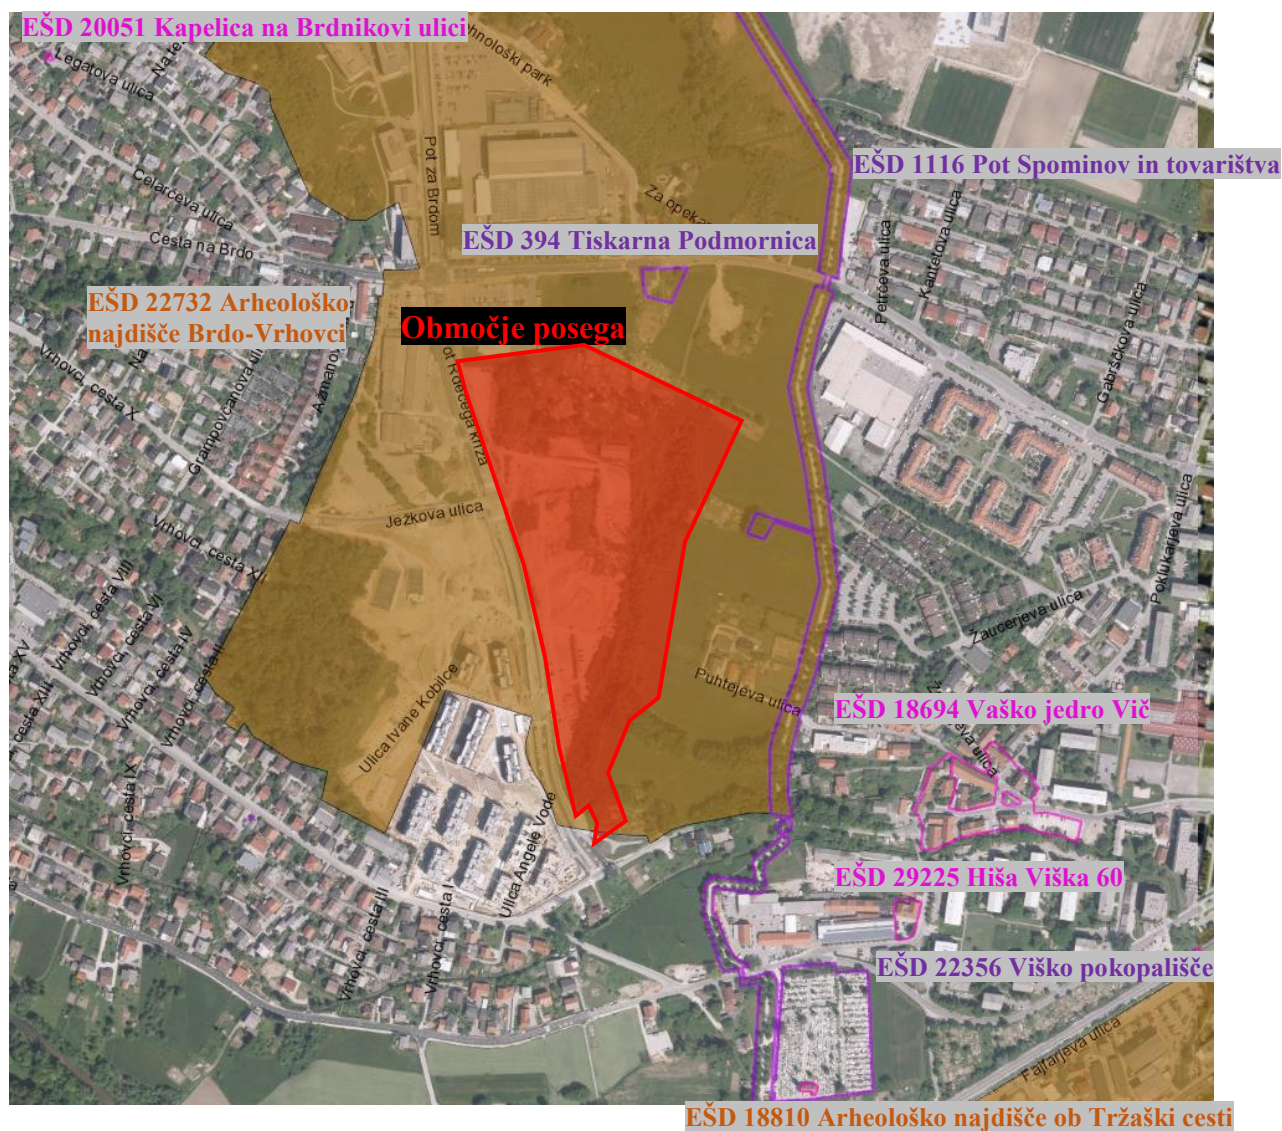 EŠD 20051 Kapelica na Brdnikovi ulici
Legatova ulica
Tehnološki park
Pot za Brdom
EŠD 1116 Pot Spominov in tovarištva
Celarčeva ulica
Za opekarno
Cesta na Brdo
EŠD 394 Tiskarna Podmornica
Petrčeva ulica
Kantetova ulica
EŠD 22732 Arheološko
najdišče Brdo-Vrhovci
Območje posega
Gabrščkova ulica
Vrhovci, cesta X
Grampovčanova ulica
Pot Rdečega križa
Ježkova ulica
Vrhovci, cesta XII
Poklukarjeva ulica
Vrhovci, cesta VIII
Vrhovci, cesta VI
Vrhovci, cesta IV
Vrhovci, cesta II
Žaucerjeva ulica
Puhtejeva ulica
Ulica Ivane Kobilce
EŠD 18694 Vaško jedro Vič
Vrhovci, cesta IX
Ulica Angele Vode
EŠD 29225 Hiša Viška 60
Vrhovci, cesta III
Vrhovci, cesta I
EŠD 22356 Viško pokopališče
Fajfarjeva ulica
EŠD 18810 Arheološko najdišče ob Tržaški cesti